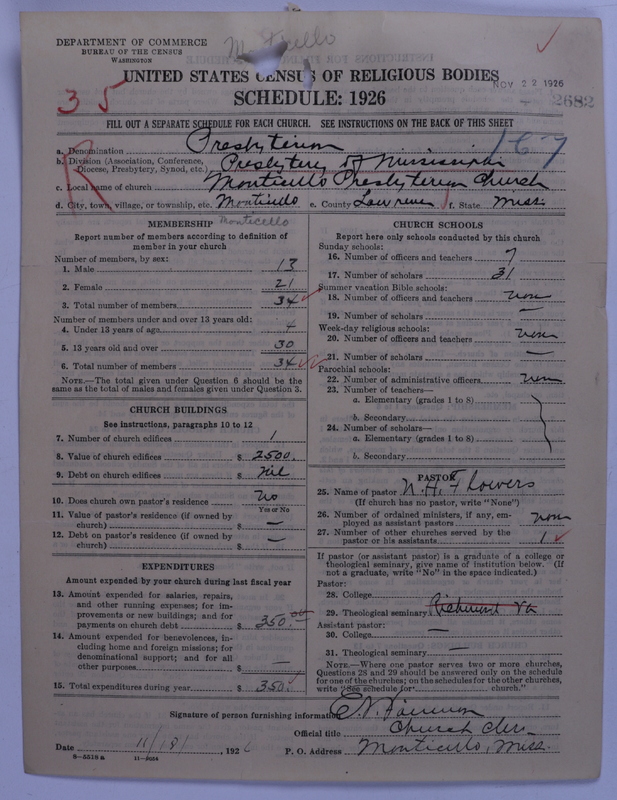 Monticello
DEPARTMENT OF COMMERCE
BUREAU OF THE CENSUS
WASHINGTON
UNITED STATES CENSUS OF RELIGIOUS BODIES
NOV 22 1926
35
SCHEDULE: 1926
2682
FILL OUT A SEPARATE SCHEDULE FOR EACH CHURCH. SEE INSTRUCTIONS ON THE BACK OF THIS SHEET
R
167
a. Denomination Presbyterian
b. Division (Association, Conference, Diocese, Presbytery, Synod, etc.) Presbytery of Mississippi
c. Local name of church Monticello Presbyterian Church
d. City, town, village, or township, etc. Monticello e. County Lawrence f. State Miss.
Monticello
MEMBERSHIP
Report number of members according to definition of member in your church
Number of members, by sex:
1. Male 13
2. Female 21
3. Total number of members 34
Number of members under and over 13 years old:
4. Under 13 years of age 4
5. 13 years old and over 30
6. Total number of members 34
NOTE.—The total given under Question 6 should be the same as the total of males and females given under Question 3.
CHURCH BUILDINGS
See instructions, paragraphs 10 to 12
7. Number of church edifices 1
8. Value of church edifices $ 2500.
9. Debt on church edifices $ Nil
10. Does church own pastor's residence No
Yes or No
11. Value of pastor's residence (if owned by church) $ —
12. Debt on pastor's residence (if owned by church) $ —
EXPENDITURES
Amount expended by your church during last fiscal year
13. Amount expended for salaries, repairs, and other running expenses; for improvements or new buildings; and for payments on church debt $ 350.00
14. Amount expended for benevolences, including home and foreign missions; for denominational support; and for all other purposes $ —
15. Total expenditures during year $ 350.
CHURCH SCHOOLS
Report here only schools conducted by this church
Sunday schools:
16. Number of officers and teachers 7
17. Number of scholars 31
Summer vacation Bible schools:
18. Number of officers and teachers none
19. Number of scholars —
Week-day religious schools:
20. Number of officers and teachers none
21. Number of scholars —
Parochial schools:
22. Number of administrative officers none
23. Number of teachers—
a. Elementary (grades 1 to 8)
b. Secondary
24. Number of scholars—
a. Elementary (grades 1 to 8)
b. Secondary
PASTOR
25. Name of pastor N.H. Flowers
(If church has no pastor, write "None")
26. Number of ordained ministers, if any, employed as assistant pastors none
27. Number of other churches served by the pastor or his assistants 1
If pastor (or assistant pastor) is a graduate of a college or theological seminary, give name of institution below. (If not a graduate, write "No" in the space indicated.)
Pastor:
28. College
29. Theological seminary Richmond Va
Assistant pastor:
30. College —
31. Theological seminary —
NOTE.—Where one pastor serves two or more churches, Questions 28 and 29 should be answered only on the schedule for one of the churches; on the schedules for the other churches, write "See schedule for church."
Signature of person furnishing information
Official title Church Clerk
Date 11/18/, 1926 P. O. Address Monticello, Miss.
8-5539a 11-9034